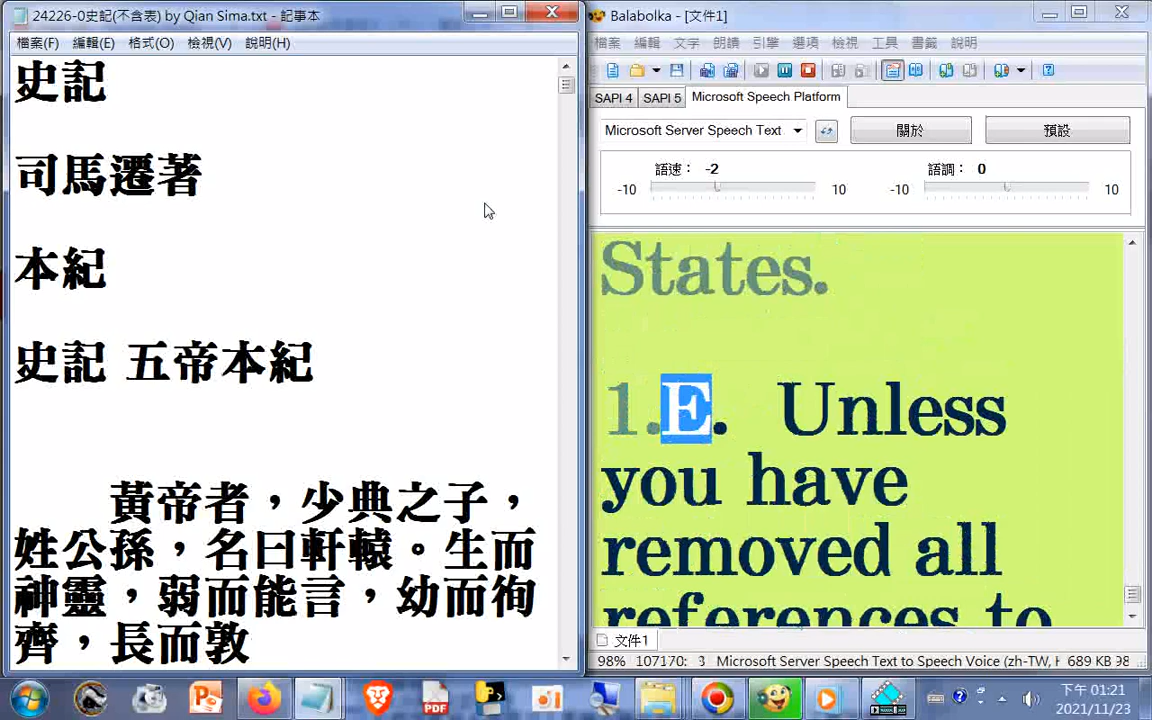 24226-0史記(不含表) by Qian Sima.txt - 記事本
檔案(F) 編輯(E) 格式(O) 檢視(V) 說明(H)
史記
司馬遷著
本紀
史記 五帝本紀
黃帝者，少典之子，
姓公孫，名曰軒轅。生而
神靈，弱而能言，幼而徇
齊，長而敦
Balabolka - [文件1]
檔案 編輯 文字 朗讀 引擎 選項 檢視 工具 書籤 說明
SAPI 4 SAPI 5 Microsoft Speech Platform
Microsoft Server Speech Text 關於 預設
語速： -2 語調： 0
-10 10 -10 10
States.
1.E. Unless
you have
removed all
references to
文件1
98% 107170: 3 Microsoft Server Speech Text to Speech Voice (zh-TW, H 689 KB 98
PDF
下午 01:21
2021/11/23